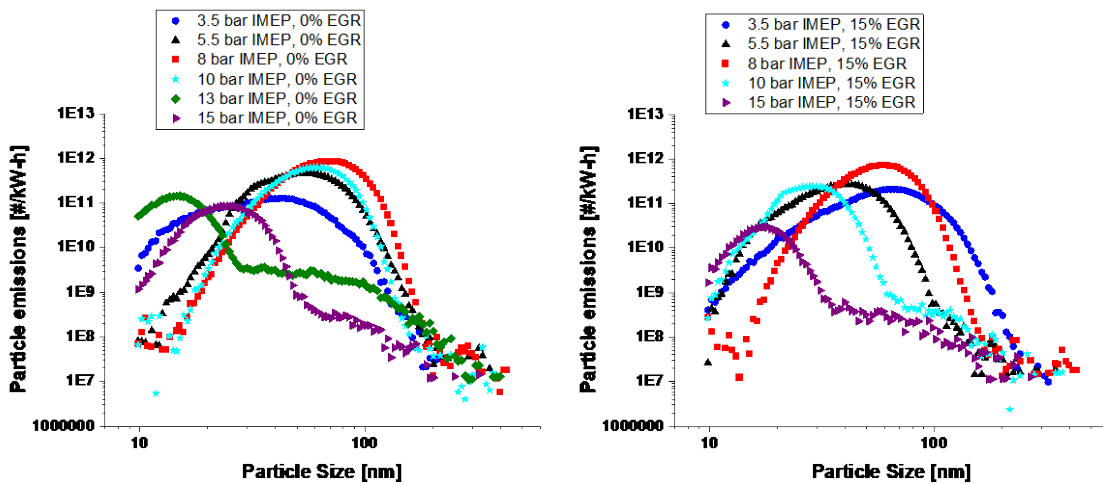 3.5 bar IMEP, 0% EGR
5.5 bar IMEP, 0% EGR
8 bar IMEP, 0% EGR
10 bar IMEP, 0% EGR
13 bar IMEP, 0% EGR
15 bar IMEP, 0% EGR
1E13
1E12
1E11
1E10
1E9
1E8
1E7
1000000
Particle emissions [#/kW-h]
10
100
Particle Size [nm]
3.5 bar IMEP, 15% EGR
5.5 bar IMEP, 15% EGR
8 bar IMEP, 15% EGR
10 bar IMEP, 15% EGR
15 bar IMEP, 15% EGR
1E13
1E12
1E11
1E10
1E9
1E8
1E7
1000000
Particle emissions [#/kW-h]
10
100
Particle Size [nm]